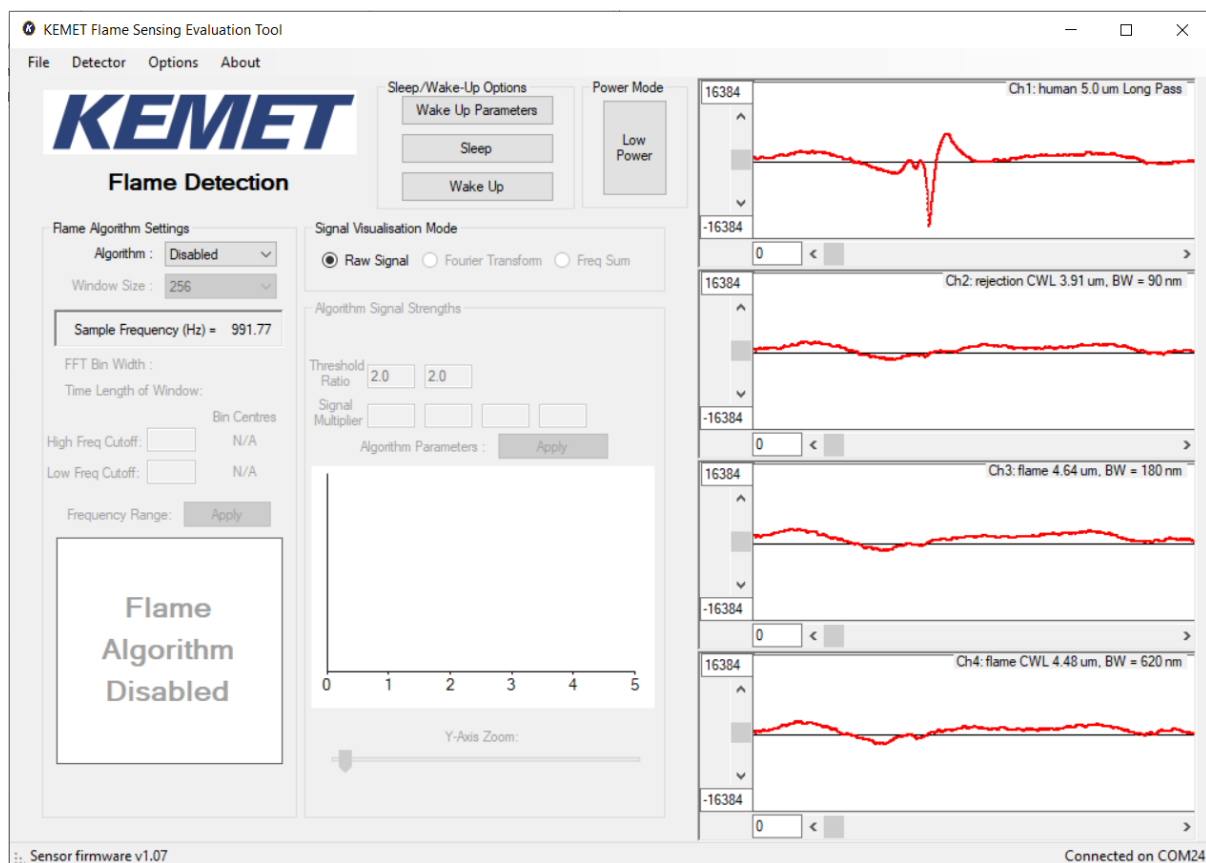 KEMET Flame Sensing Evaluation Tool
File Detector Options About
KEMET
Flame Detection
Sleep/Wake-Up Options
Wake Up Parameters
Sleep
Wake Up
Power Mode
Low
Power
Flame Algorithm Settings
Algorithm : Disabled
Window Size : 256
Sample Frequency (Hz) = 991.77
FFT Bin Width :
Time Length of Window:
Bin Centres
High Freq Cutoff: N/A
Low Freq Cutoff: N/A
Frequency Range: Apply
Flame
Algorithm
Disabled
Signal Visualisation Mode
Raw Signal Fourier Transform Freq Sum
Algorithm Signal Strengths
Threshold
Ratio 2.0 2.0
Signal
Multiplier
Algorithm Parameters : Apply
0 1 2 3 4 5
Y-Axis Zoom:
16384 Ch1: human 5.0 um Long Pass
-16384
0
16384 Ch2: rejection CWL 3.91 um, BW = 90 nm
-16384
0
16384 Ch3: flame 4.64 um, BW = 180 nm
-16384
0
16384 Ch4: flame CWL 4.48 um, BW = 620 nm
-16384
0
Sensor firmware v1.07 Connected on COM24